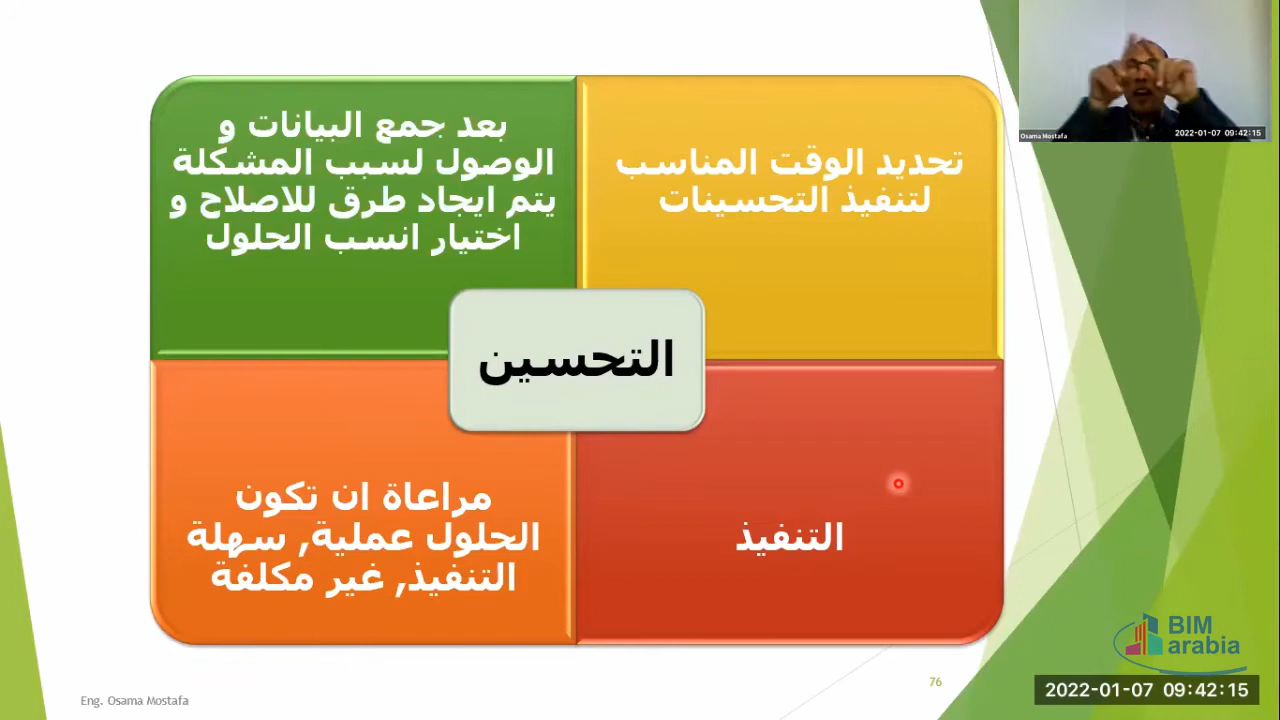 بعد جمع البيانات و
الوصول لسبب المشكلة
يتم ايجاد طرق للاصلاح و
اختيار انسب الحلول
تحديد الوقت المناسب
لتنفيذ التحسينات
التحسين
مراعاة ان تكون
الحلول عملية, سهلة
التنفيذ, غير مكلفة
التنفيذ
Osama Mostafa
2022-01-07 09:42:15
BIM
arabia
76
2022-01-07 09:42:15
Eng. Osama Mostafa